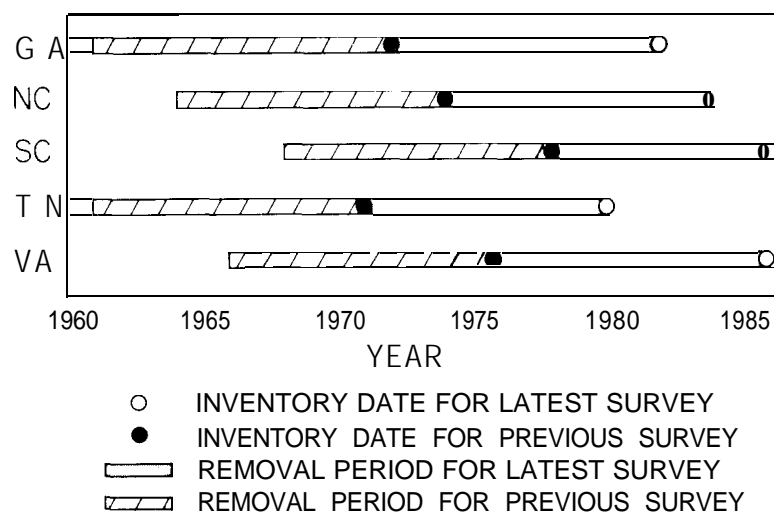 G A
NC
SC
T N
VA
1960 1965 1970 1975 1980 1985
YEAR
INVENTORY DATE FOR LATEST SURVEY
INVENTORY DATE FOR PREVIOUS SURVEY
REMOVAL PERIOD FOR LATEST SURVEY
REMOVAL PERIOD FOR PREVIOUS SURVEY